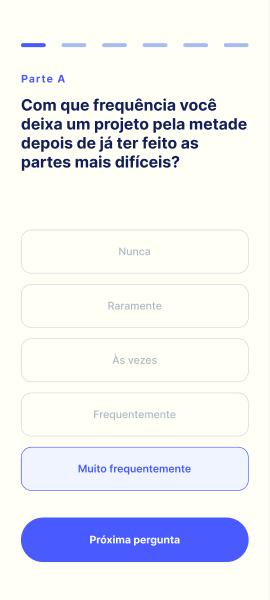 Parte A
Com que frequência você
deixa um projeto pela metade
depois de já ter feito as
partes mais difíceis?
Nunca
Raramente
Às vezes
Frequentemente
Muito frequentemente
Próxima pergunta